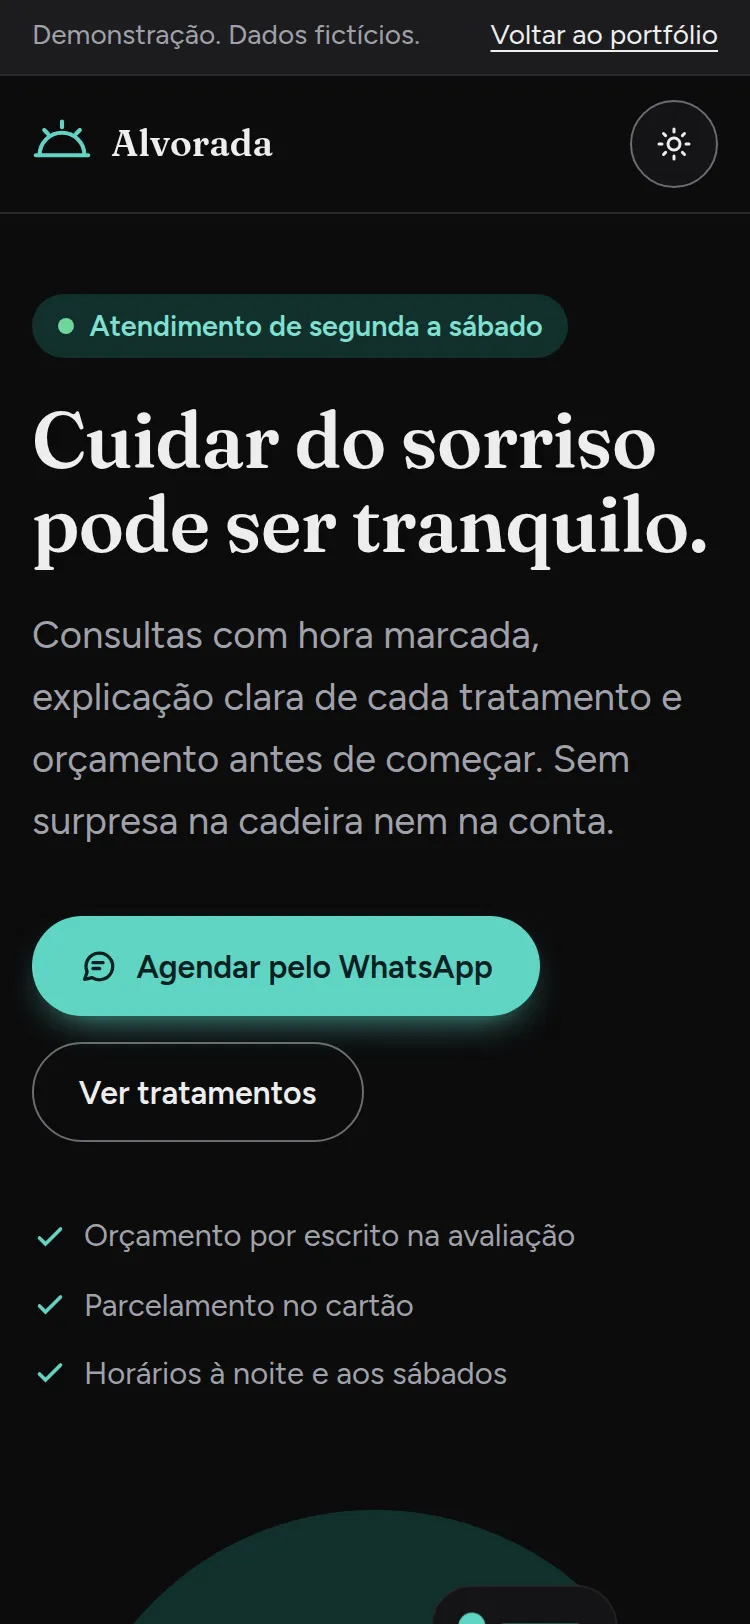 Demonstração. Dados fictícios. Voltar ao portfólio
Alvorada
Atendimento de segunda a sábado
Cuidar do sorriso
pode ser tranquilo.
Consultas com hora marcada,
explicação clara de cada tratamento e
orçamento antes de começar. Sem
surpresa na cadeira nem na conta.
Agendar pelo WhatsApp
Ver tratamentos
Orçamento por escrito na avaliação
Parcelamento no cartão
Horários à noite e aos sábados